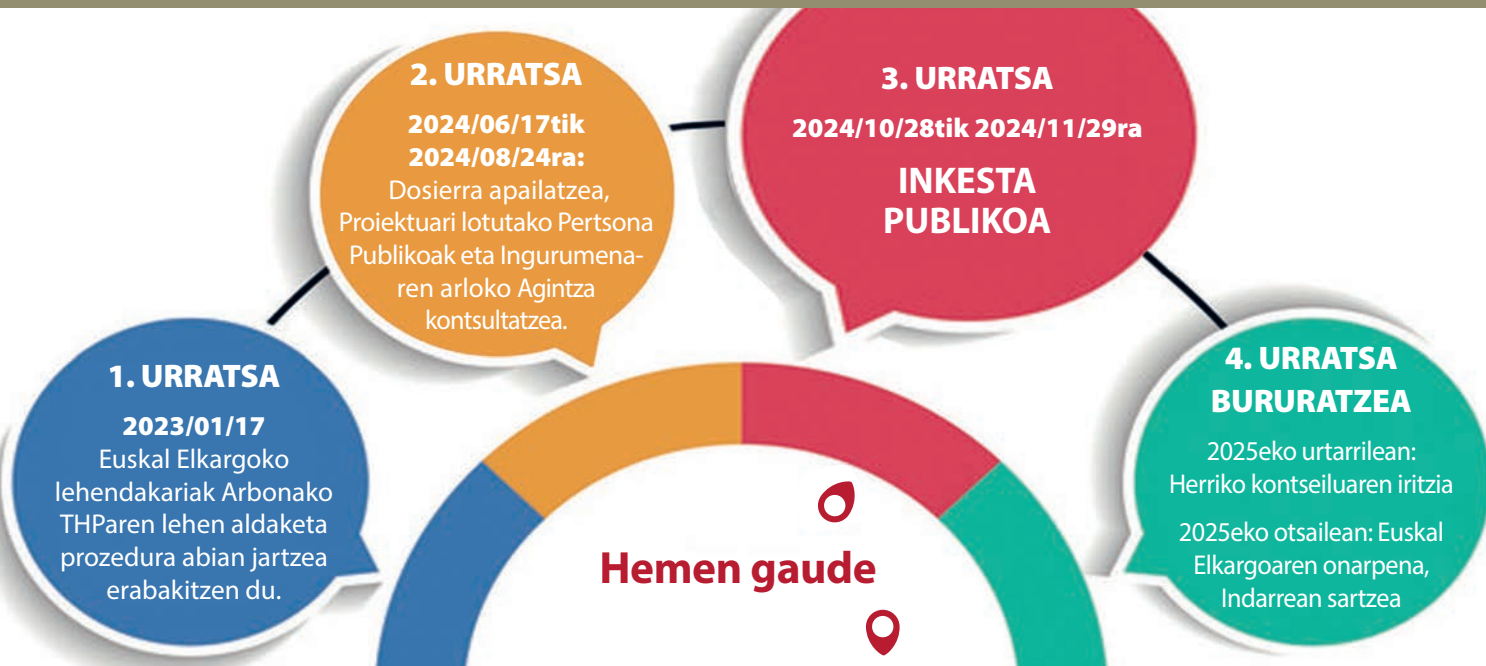 1. URRATSA
2023/01/17
Euskal Elkargoko
lehendakariak Arbonako
THParen lehen aldaketa
prozedura abian jartzea
erabakitzen du.
2. URRATSA
2024/06/17tik
2024/08/24ra:
Dosierra apailatzea,
Proiektuari lotutako Pertsona
Publikoak eta Ingurumena-
ren arloko Agintza
kontsultatzea.
3. URRATSA
2024/10/28tik 2024/11/29ra
INKESTA
PUBLIKOA
4. URRATSA
BURURATZEA
2025eko urtarrilean:
Herriko kontseiluaren iritzia
2025eko otsailean: Euskal
Elkargoaren onarpena,
Indarrean sartzea
Hemen gaude